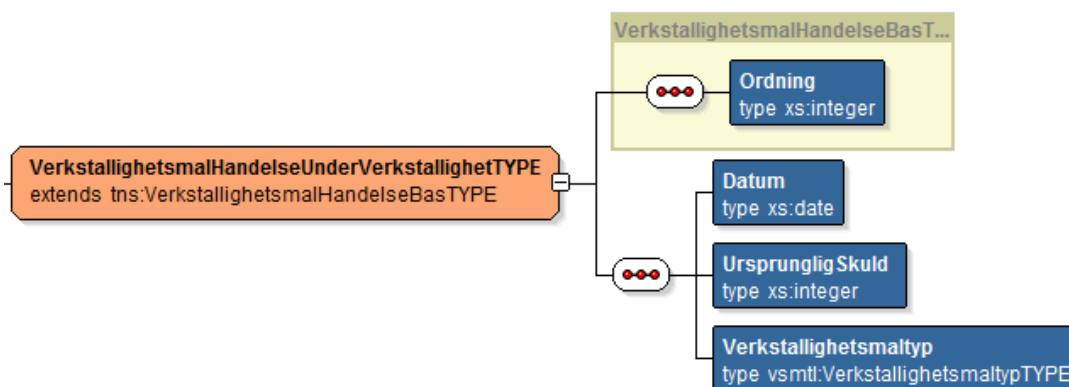 VerkstallighetsmalHandelseBasT...
Ordning
type xs:integer
VerkstallighetsmalHandelseUnderVerkstallighetTYPE
extends tns:VerkstallighetsmalHandelseBasTYPE
Datum
type xs:date
UrsprungligSkuld
type xs:integer
Verkstallighetsmaltyp
type vsmtl:VerkstallighetsmaltypTYPE